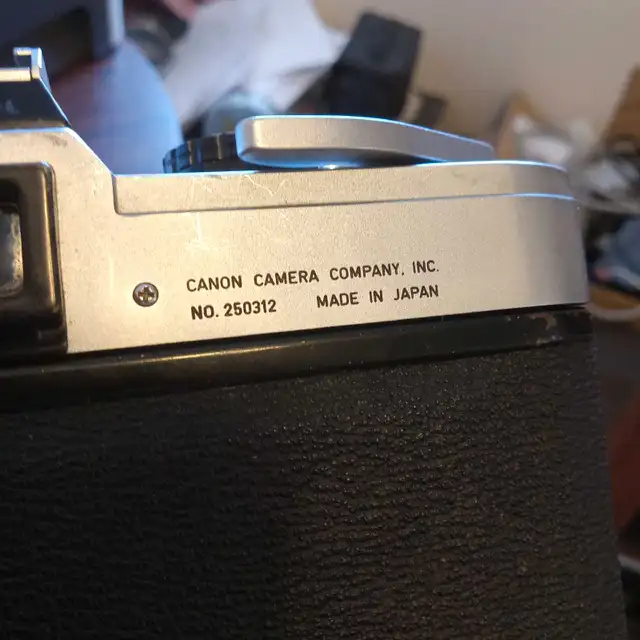 CANON CAMERA COMPANY, INC.
NO. 250312 MADE IN JAPAN